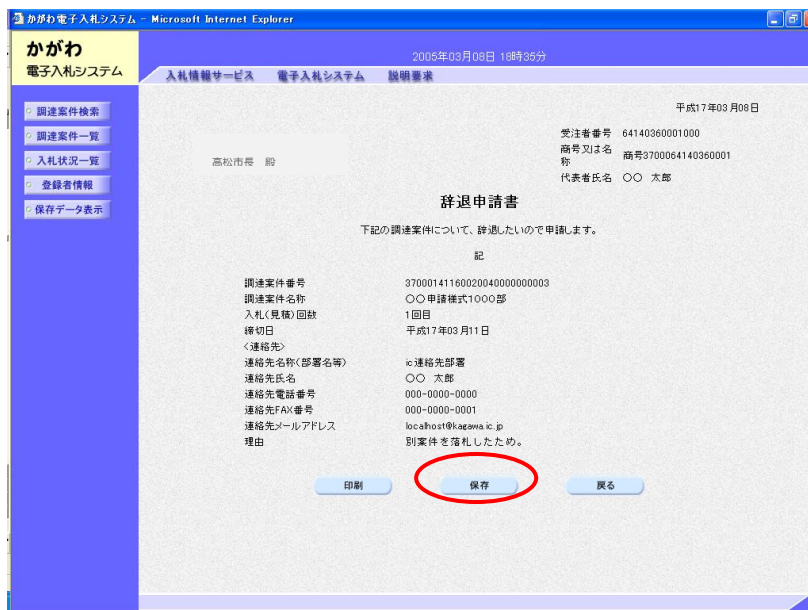 かがわ電子入札システム - Microsoft Internet Explorer
かがわ
電子入札システム
2005年03月08日 18時35分
入札情報サービス 電子入札システム 説明要求
調達案件検索
調達案件一覧
入札状況一覧
登録者情報
保存データ表示
平成17年03月08日
受注者番号 64140360001000
商号又は名称 商号3700064140360001
代表者氏名 ○○ 太郎
高松市長 殿
辞退申請書
下記の調達案件について、辞退したいので申請します。
記
調達案件番号 3700014116002004000000003
調達案件名称 ○○申請様式1000部
入札(見積)回数 1回目
締切日 平成17年03月11日
<連絡先>
連絡先名称(部署名等) ic連絡先部署
連絡先氏名 ○○ 太郎
連絡先電話番号 000-0000-0000
連絡先FAX番号 000-0000-0001
連絡先メールアドレス localhost@kagawa.ic.jp
理由 別案件を落札したため。
印刷 保存 戻る